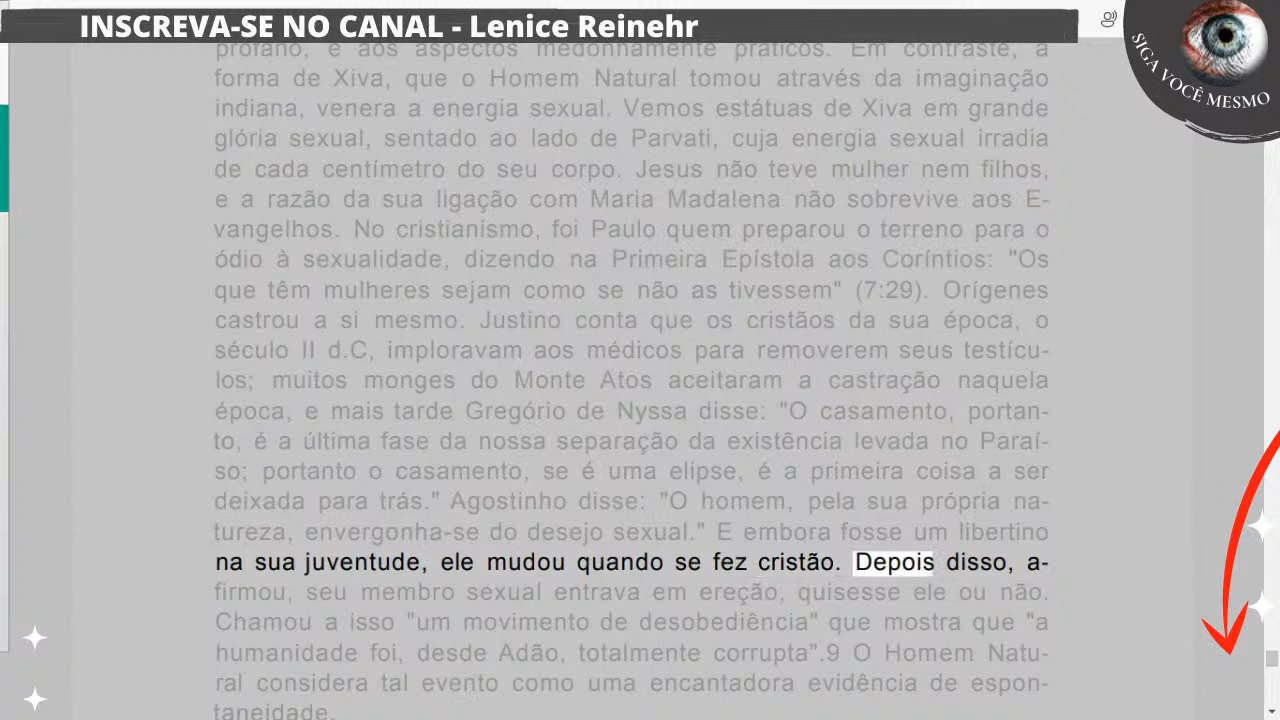 INSCREVA-SE NO CANAL - Lenice Reinehr
SIGA VOCÊ MESMO
profano, e aos aspectos medonhamente práticos. Em contraste, a
forma de Xiva, que o Homem Natural tomou através da imaginação
indiana, venera a energia sexual. Vemos estátuas de Xiva em grande
glória sexual, sentado ao lado de Parvati, cuja energia sexual irradia
de cada centímetro do seu corpo. Jesus não teve mulher nem filhos,
e a razão da sua ligação com Maria Madalena não sobrevive aos E-
vangelhos. No cristianismo, foi Paulo quem preparou o terreno para o
ódio à sexualidade, dizendo na Primeira Epístola aos Coríntios: "Os
que têm mulheres sejam como se não as tivessem" (7:29). Orígenes
castrou a si mesmo. Justino conta que os cristãos da sua época, o
século II d.C, imploravam aos médicos para removerem seus testícu-
los; muitos monges do Monte Atos aceitaram a castração naquela
época, e mais tarde Gregório de Nyssa disse: "O casamento, portan-
to, é a última fase da nossa separação da existência levada no Paraí-
so; portanto o casamento, se é uma elipse, é a primeira coisa a ser
deixada para trás." Agostinho disse: "O homem, pela sua própria na-
tureza, envergonha-se do desejo sexual." E embora fosse um libertino
na sua juventude, ele mudou quando se fez cristão. Depois disso, a-
firmou, seu membro sexual entrava em ereção, quisesse ele ou não.
Chamou a isso "um movimento de desobediência" que mostra que "a
humanidade foi, desde Adão, totalmente corrupta".9 O Homem Natu-
ral considera tal evento como uma encantadora evidência de espon-
taneidade.